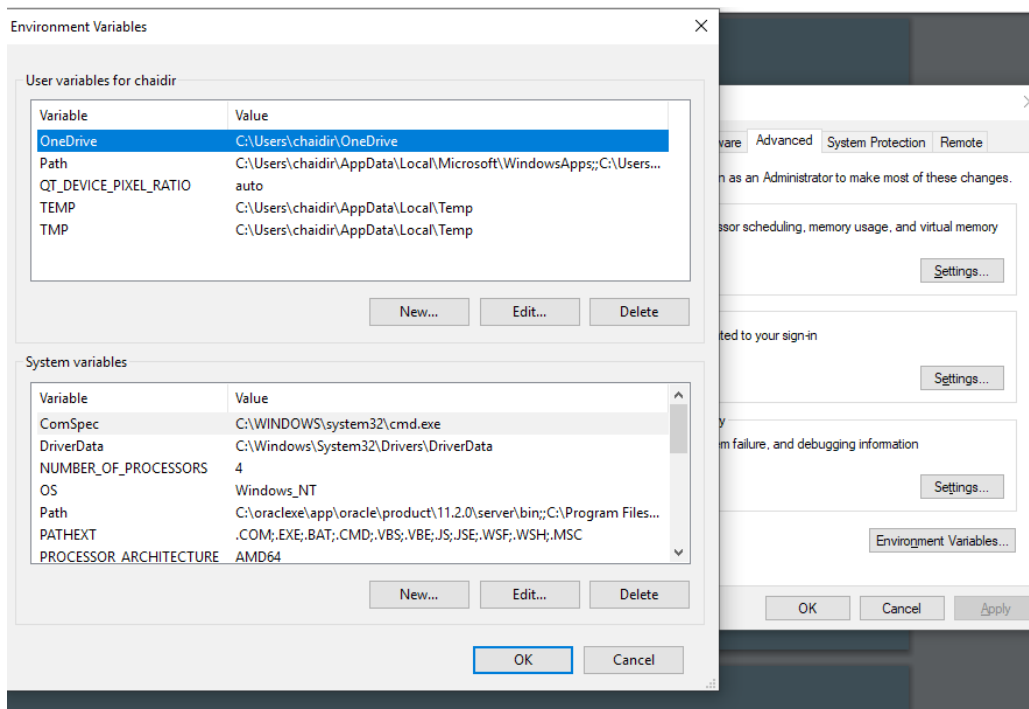 Environment Variables
User variables for chaidir
Variable Value
OneDrive C:\Users\chaidir\OneDrive
Path C:\Users\chaidir\AppData\Local\Microsoft\WindowsApps;;C:\Users...
QT_DEVICE_PIXEL_RATIO auto
TEMP C:\Users\chaidir\AppData\Local\Temp
TMP C:\Users\chaidir\AppData\Local\Temp
New... Edit... Delete
System variables
Variable Value
ComSpec C:\WINDOWS\system32\cmd.exe
DriverData C:\Windows\System32\Drivers\DriverData
NUMBER_OF_PROCESSORS 4
OS Windows_NT
Path C:\oraclexe\app\oracle\product\11.2.0\server\bin;;C:\Program Files...
PATHEXT .COM;.EXE;.BAT;.CMD;.VBS;.VBE;.JS;.JSE;.WSF;.WSH;.MSC
PROCESSOR_ARCHITECTURE AMD64
New... Edit... Delete
OK Cancel
ware Advanced System Protection Remote
n as an Administrator to make most of these changes.
ssor scheduling, memory usage, and virtual memory
Settings...
ted to your sign-in
Settings...
y
m failure, and debugging information
Settings...
Environment Variables...
OK Cancel Apply